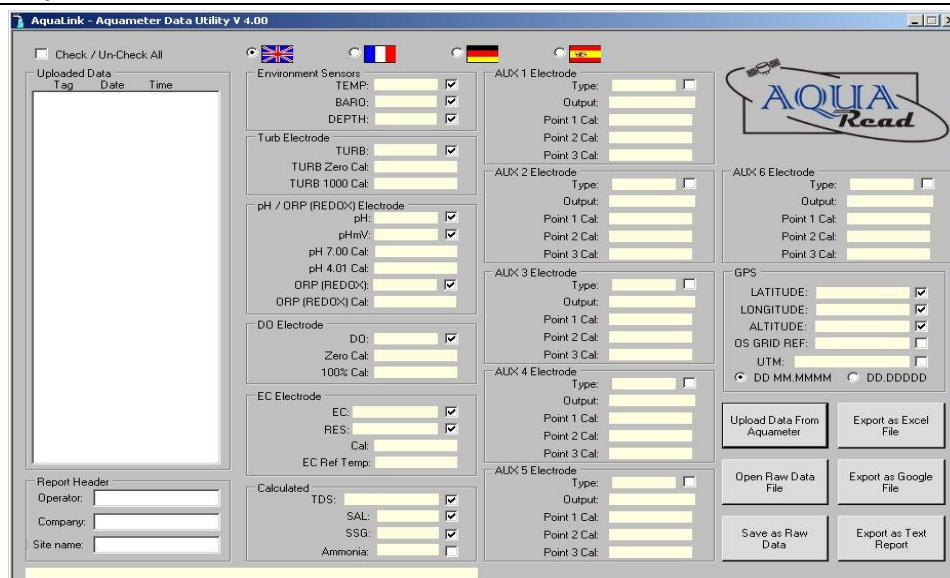 AquaLink - Aquameter Data Utility V 4.00
Check / Un-Check All
Uploaded Data
Tag Date Time
Report Header
Operator:
Company:
Site name:
Environment Sensors
TEMP:
BARO:
DEPTH:
Turb Electrode
TURB:
TURB Zero Cal:
TURB 1000 Cal:
pH / ORP (REDOX) Electrode
pH:
pHmV:
pH 7.00 Cal:
pH 4.01 Cal:
ORP (REDOX):
ORP (REDOX) Cal:
DO Electrode
DO:
Zero Cal:
100% Cal:
EC Electrode
EC:
RES:
Cal:
EC Ref Temp:
Calculated
TDS:
SAL:
SSG:
Ammonia:
AUX 1 Electrode
Type:
Output:
Point 1 Cal:
Point 2 Cal:
Point 3 Cal:
AUX 2 Electrode
Type:
Output:
Point 1 Cal:
Point 2 Cal:
Point 3 Cal:
AUX 3 Electrode
Type:
Output:
Point 1 Cal:
Point 2 Cal:
Point 3 Cal:
AUX 4 Electrode
Type:
Output:
Point 1 Cal:
Point 2 Cal:
Point 3 Cal:
AUX 5 Electrode
Type:
Output:
Point 1 Cal:
Point 2 Cal:
Point 3 Cal:
AQUA
Read
AUX 6 Electrode
Type:
Output:
Point 1 Cal:
Point 2 Cal:
Point 3 Cal:
GPS
LATITUDE:
LONGITUDE:
ALTITUDE:
OS GRID REF:
UTM:
DD MM.MMMM DD.DDDDD
Upload Data From
Aquameter
Export as Excel
File
Open Raw Data
File
Export as Google
File
Save as Raw
Data
Export as Text
Report